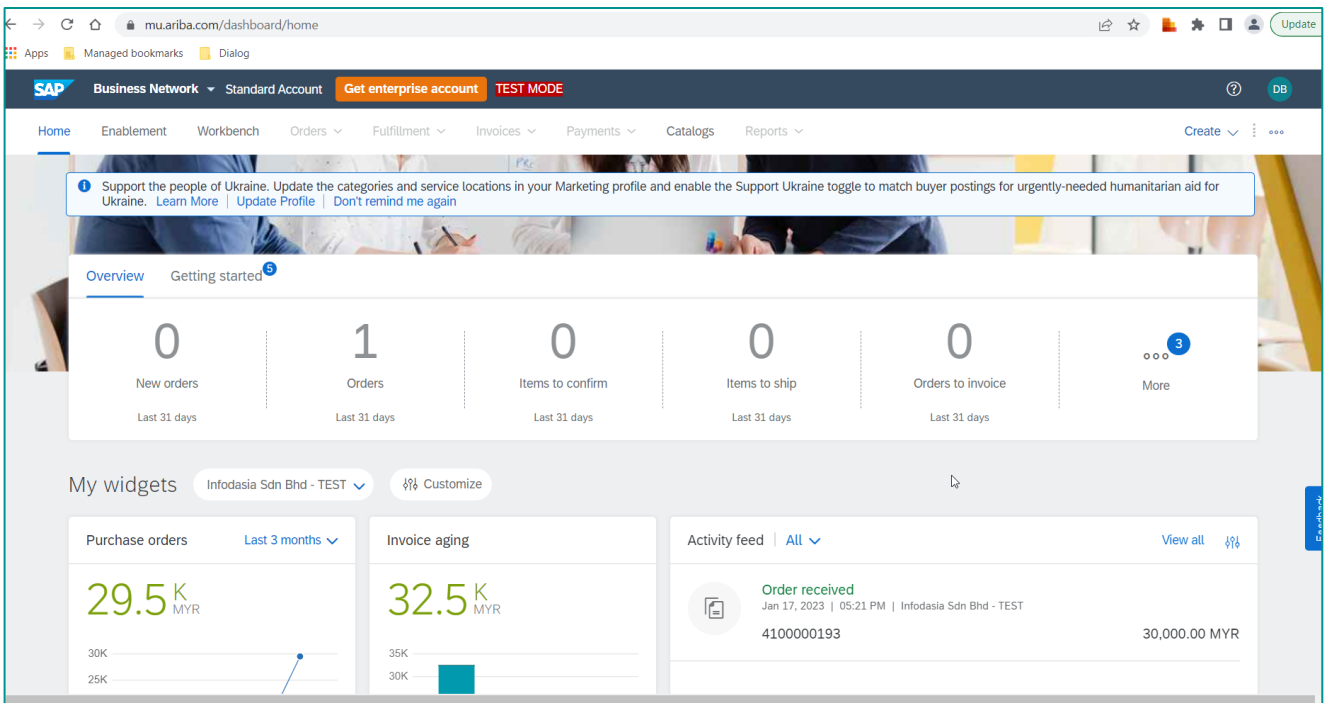 mu.ariba.com/dashboard/home
Update
Apps
Managed bookmarks
Dialog
SAP
Business Network
Standard Account
Get enterprise account
TEST MODE
DB
Home
Enablement
Workbench
Orders
Fulfillment
Invoices
Payments
Catalogs
Reports
Create
Support the people of Ukraine. Update the categories and service locations in your Marketing profile and enable the Support Ukraine toggle to match buyer postings for urgently-needed humanitarian aid for
Ukraine. Learn More | Update Profile | Don't remind me again
Overview
Getting started
5
0
1
0
0
0
3
New orders
Orders
Items to confirm
Items to ship
Orders to invoice
More
Last 31 days
Last 31 days
Last 31 days
Last 31 days
Last 31 days
My widgets
Infodasia Sdn Bhd - TEST
Customize
Purchase orders
Last 3 months
29.5 K
MYR
30K
25K
Invoice aging
32.5 K
MYR
35K
30K
Activity feed
All
View all
Order received
Jan 17, 2023 | 05:21 PM | Infodasia Sdn Bhd - TEST
4100000193
30,000.00 MYR